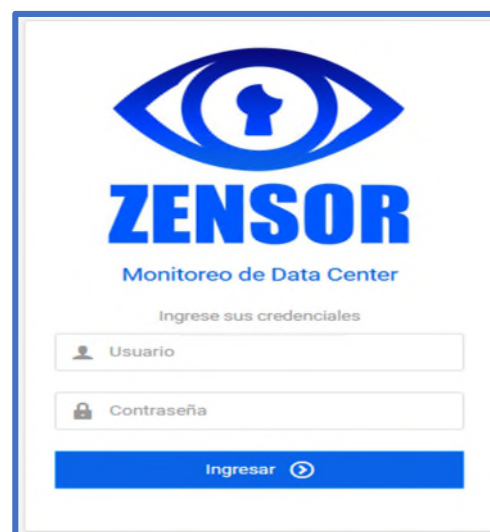 ZENSOR
Monitoreo de Data Center
Ingrese sus credenciales
Usuario
Contraseña
Ingresar